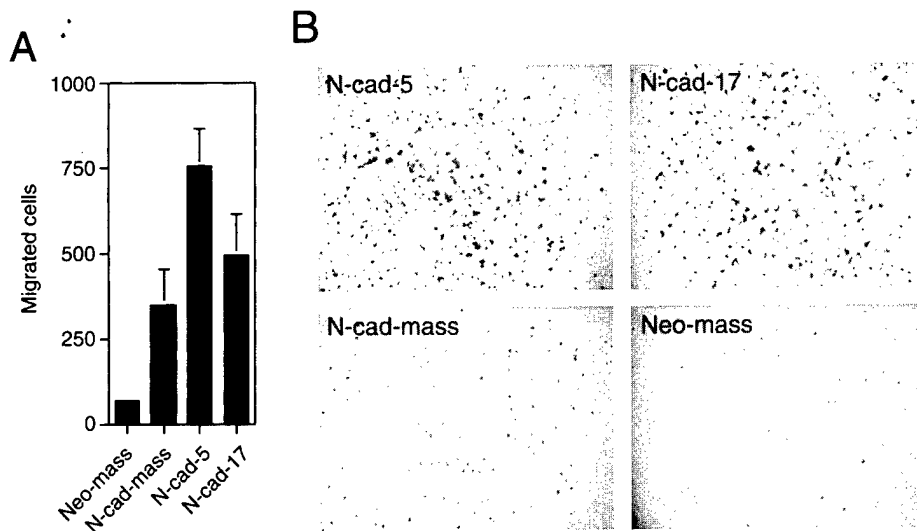 A
1000
750
500
250
0
Migrated cells
Neo-mass
N-cad-mass
N-cad-5
N-cad-17
B
N-cad-5
N-cad-17
N-cad-mass
Neo-mass